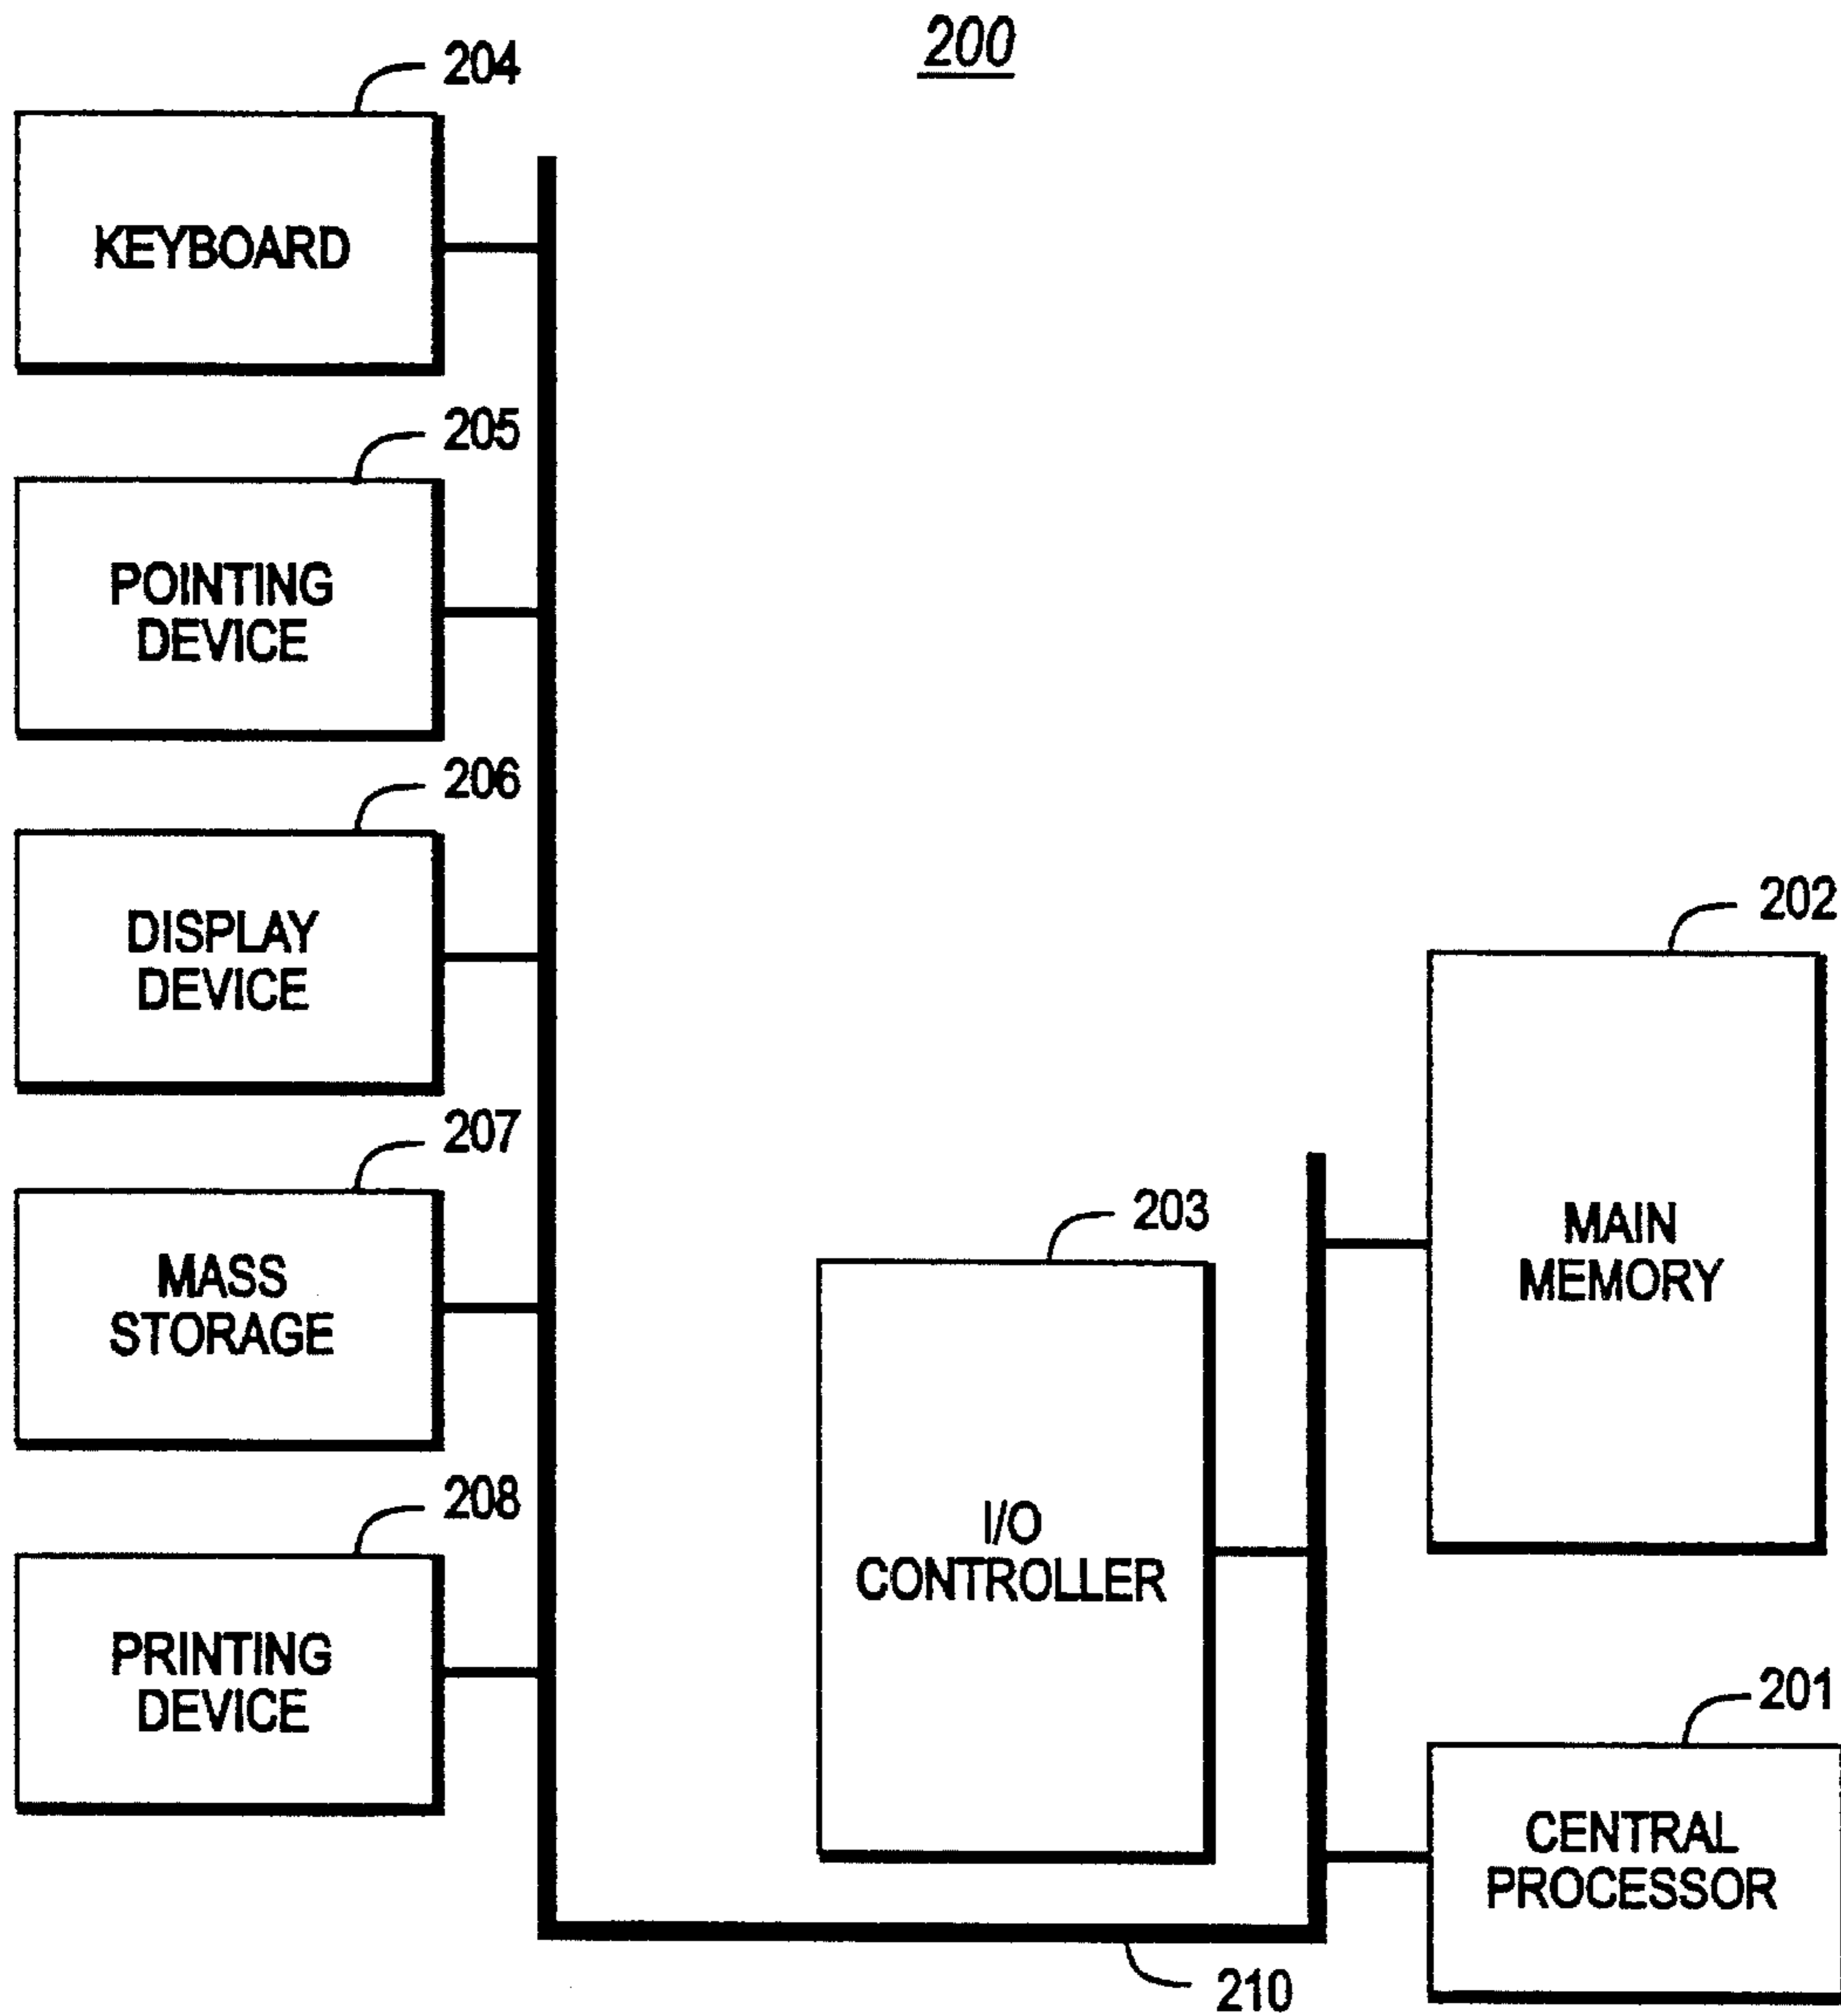 200
204
KEYBOARD
205
POINTING
DEVICE
206
DISPLAY
DEVICE
207
MASS
STORAGE
208
PRINTING
DEVICE
203
I/O
CONTROLLER
202
MAIN
MEMORY
201
CENTRAL
PROCESSOR
210